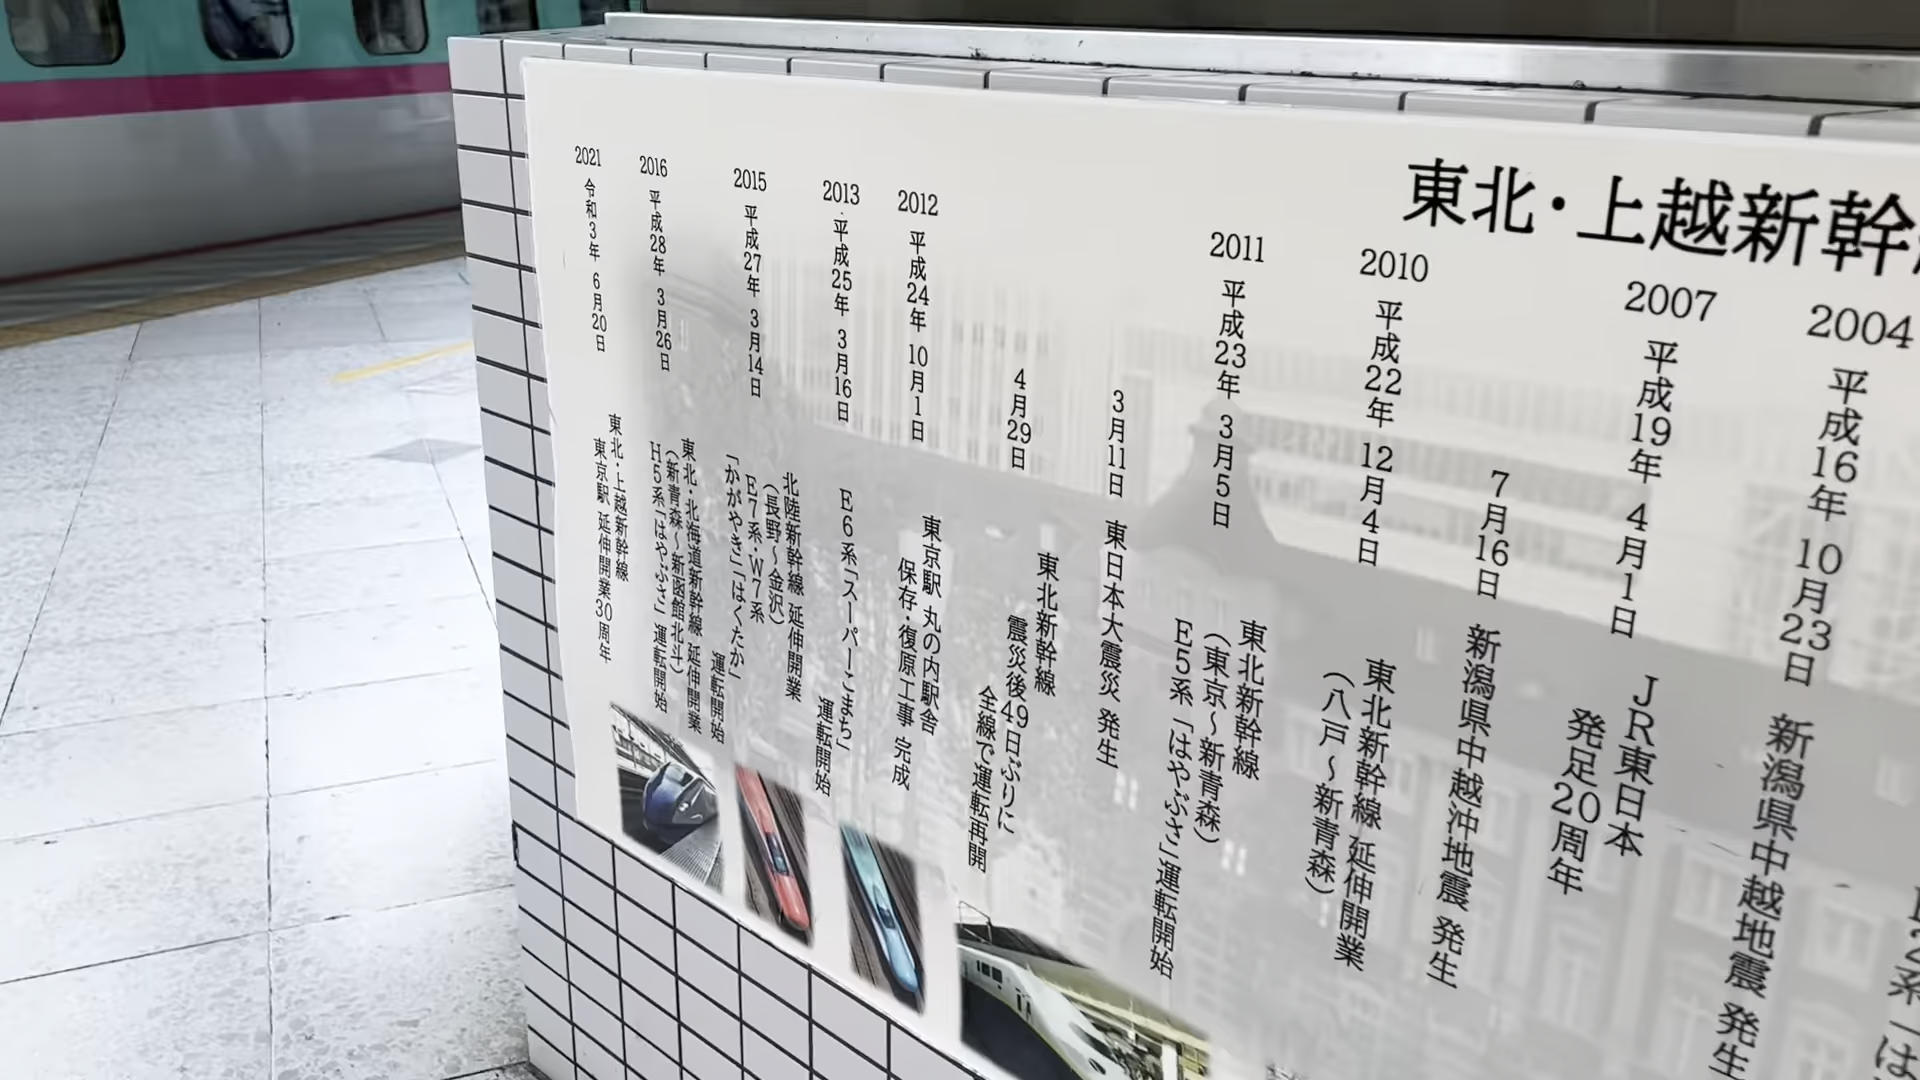 東北・上越新幹
2004
平成16年 10月23日
新潟県中越地震 発生
2007
平成19年 4月1日
JR東日本
発足20周年
7月16日
新潟県中越沖地震 発生
2010
平成22年 12月4日
東北新幹線 延伸開業
（八戸～新青森）
2011
平成23年 3月5日
東北新幹線
（東京～新青森）
E5系「はやぶさ」運転開始
3月11日
東日本大震災 発生
4月29日
東北新幹線
震災後49日ぶりに
全線で運転再開
2012
平成24年 10月1日
東京駅 丸の内駅舎
保存・復原工事 完成
2013
平成25年 3月16日
E6系「スーパーこまち」
運転開始
2015
平成27年 3月14日
北陸新幹線 延伸開業
（長野～金沢）
E7系・W7系
「かがやき」「はくたか」
運転開始
2016
平成28年 3月26日
東北・北海道新幹線 延伸開業
（新青森～新函館北斗）
H5系「はやぶさ」 運転開始
2021
令和3年 6月20日
東北・上越新幹線
東京駅 延伸開業30周年